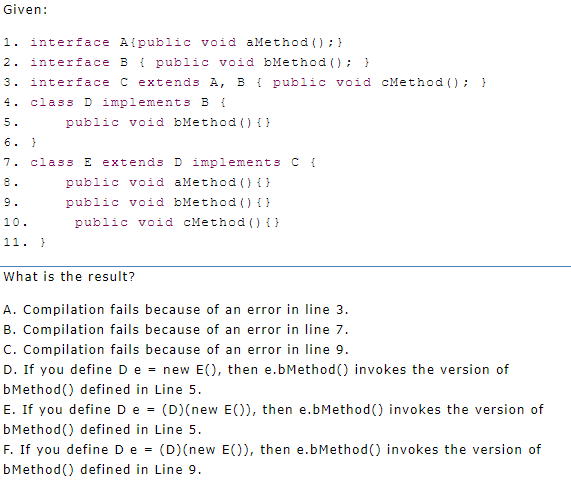 Given:
1. interface A{public void aMethod();}
2. interface B { public void bMethod(); }
3. interface C extends A, B { public void cMethod(); }
4. class D implements B {
5. public void bMethod(){}
6. }
7. class E extends D implements C {
8. public void aMethod(){}
9. public void bMethod(){}
10. public void cMethod(){}
11. }
What is the result?
A. Compilation fails because of an error in line 3.
B. Compilation fails because of an error in line 7.
C. Compilation fails because of an error in line 9.
D. If you define D e = new E(), then e.bMethod() invokes the version of
bMethod() defined in Line 5.
E. If you define D e = (D)(new E()), then e.bMethod() invokes the version of
bMethod() defined in Line 5.
F. If you define D e = (D)(new E()), then e.bMethod() invokes the version of
bMethod() defined in Line 9.